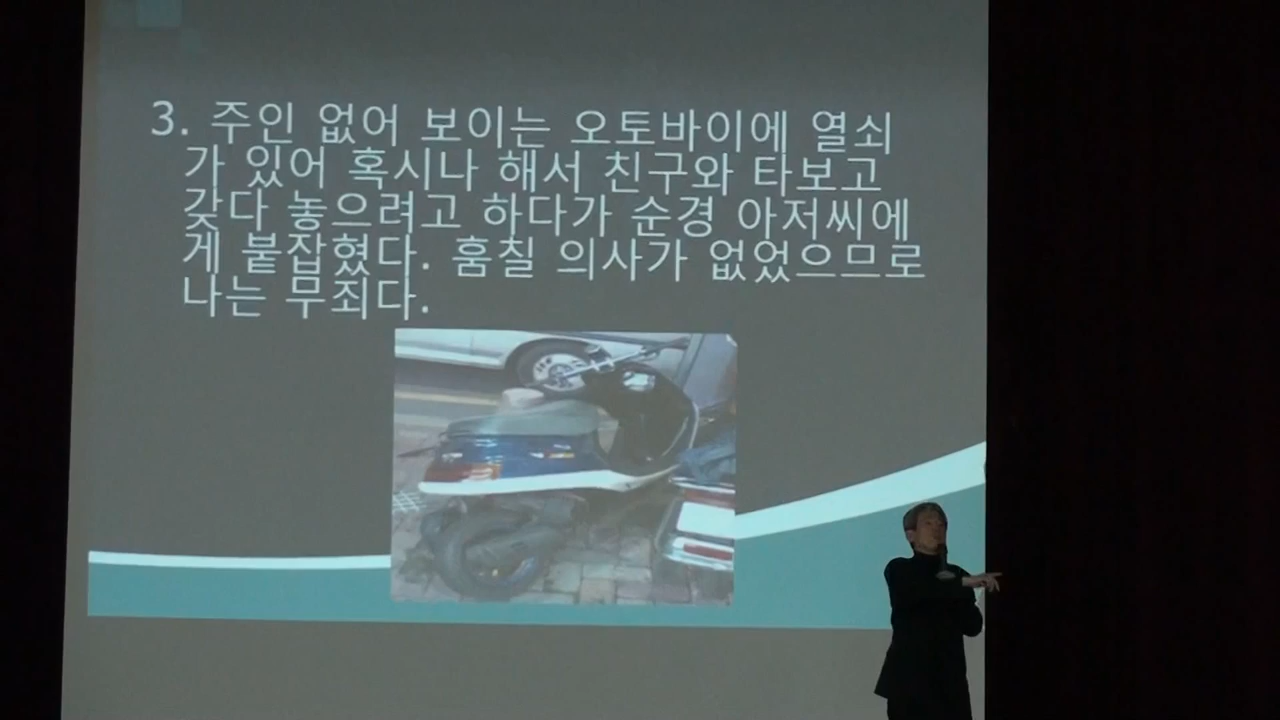 3. 주인 없어 보이는 오토바이에 열쇠
가 있어 혹시나 해서 친구와 타보고
갖다 놓으려고 하다가 순경 아저씨에
게 붙잡혔다. 훔칠 의사가 없었으므로
나는 무죄다.